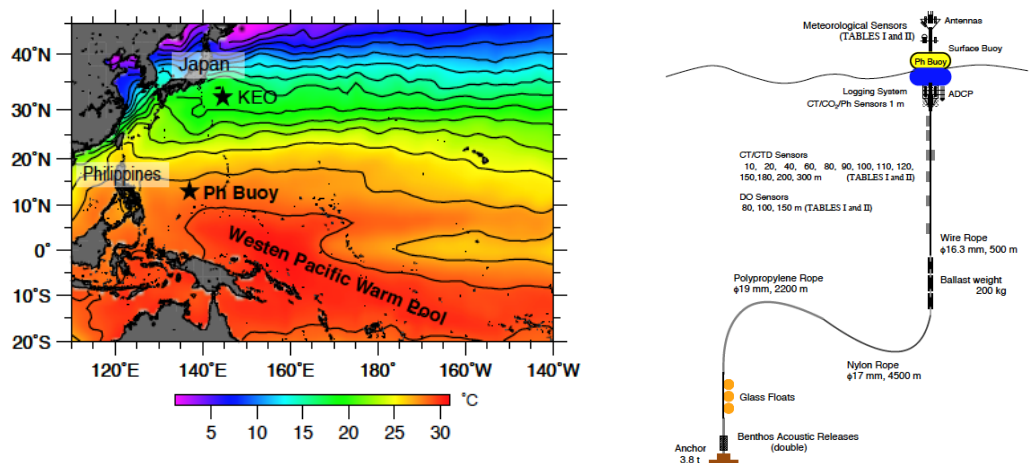 40°N
30°N
20°N
10°N
0°
10°S
20°S
120°E
140°E
160°E
180°
160°W
140°W
Japan
KEO
Philippines
Ph Buoy
Westen Pacific Warm Pool
°C
5
10
15
20
25
30
Meteorological Sensors
(TABLES I and II)
Antennas
Surface Buoy
Ph Buoy
Logging System
CT/CO₂/Ph Sensors 1 m
ADCP
CT/CTD Sensors
10, 20, 40, 60, 80, 90, 100, 110, 120,
150,180, 200, 300 m (TABLES I and II)
DO Sensors
80, 100, 150 m (TABLES I and II)
Wire Rope
φ16.3 mm, 500 m
Ballast weight
200 kg
Polypropylene Rope
φ19 mm, 2200 m
Nylon Rope
φ17 mm, 4500 m
Glass Floats
Benthos Acoustic Releases
(double)
Anchor
3.8 t